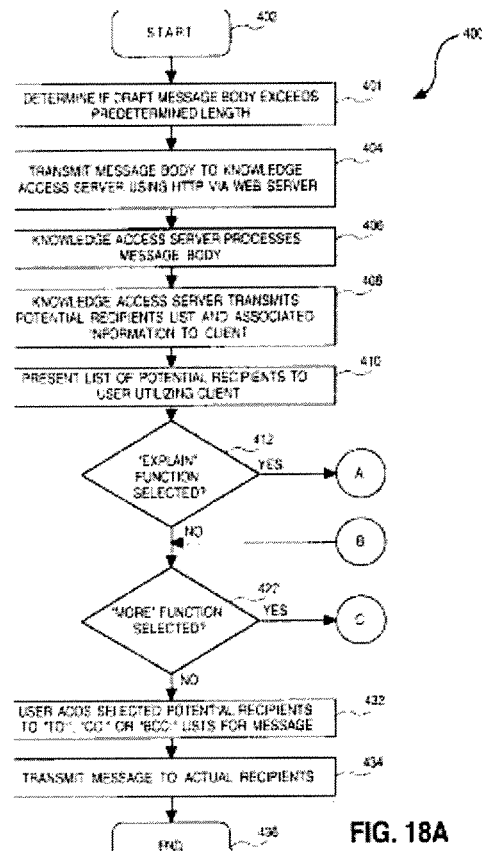 START
402
400
DETERMINE IF DRAFT MESSAGE BODY EXCEEDS
PREDETERMINED LENGTH
401
TRANSMIT MESSAGE BODY TO KNOWLEDGE
ACCESS SERVER USING HTTP VIA WEB SERVER
404
KNOWLEDGE ACCESS SERVER PROCESSES
MESSAGE BODY
406
KNOWLEDGE ACCESS SERVER TRANSMITS
POTENTIAL RECIPIENTS LIST AND ASSOCIATED
INFORMATION TO CLIENT
408
PRESENT LIST OF POTENTIAL RECIPIENTS TO
USER UTILIZING CLIENT
410
"EXPLAIN"
FUNCTION
SELECTED?
412
YES
A
NO
B
"MORE" FUNCTION
SELECTED?
422
YES
C
NO
USER ADDS SELECTED POTENTIAL RECIPIENTS
TO "TO:", "CC:" OR "BCC:" LISTS FOR MESSAGE
432
TRANSMIT MESSAGE TO ACTUAL RECIPIENTS
434
END
436
FIG. 18A